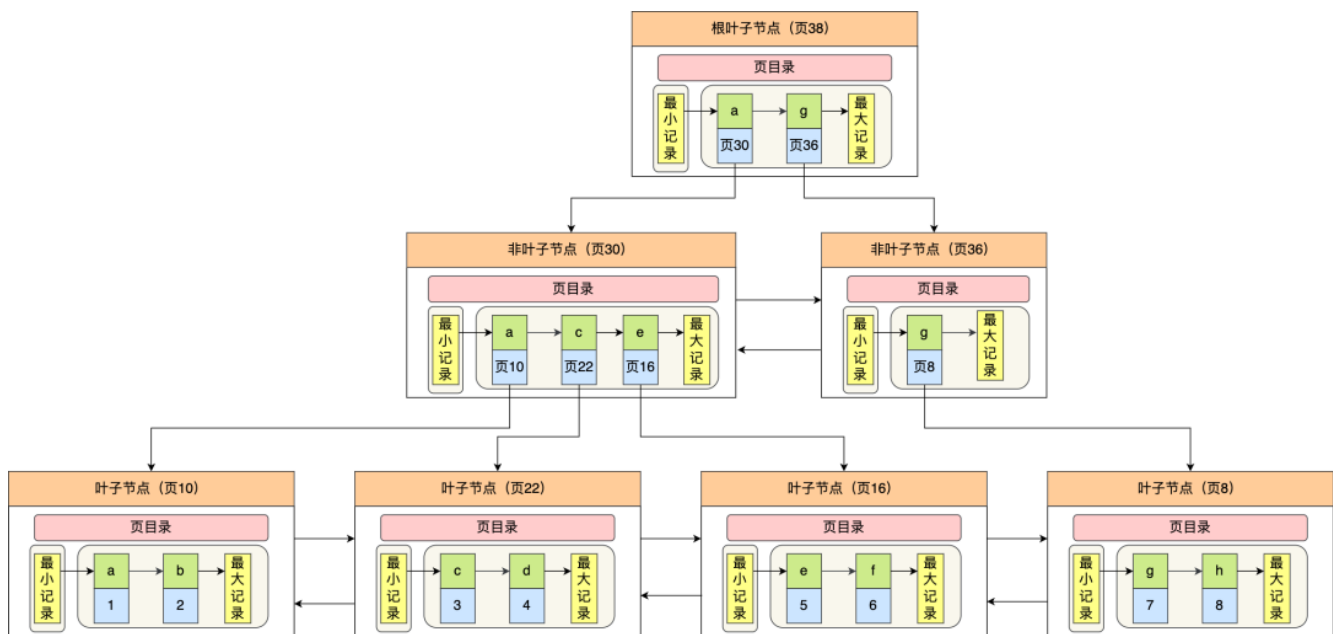 根叶子节点（页38）
页目录
最小记录
a
g
最大记录
页30
页36
非叶子节点（页30）
页目录
最小记录
a
c
e
最大记录
页10
页22
页16
非叶子节点（页36）
页目录
最小记录
g
最大记录
页8
叶子节点（页10）
页目录
最小记录
a
b
最大记录
1
2
叶子节点（页22）
页目录
最小记录
c
d
最大记录
3
4
叶子节点（页16）
页目录
最小记录
e
f
最大记录
5
6
叶子节点（页8）
页目录
最小记录
g
h
最大记录
7
8